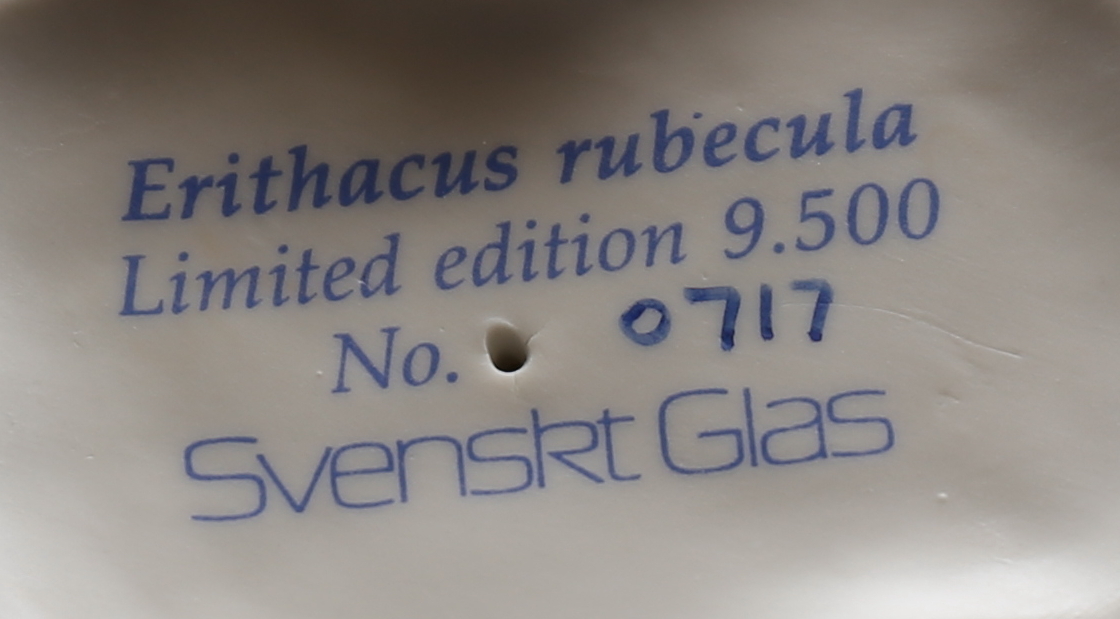 Erithacus rubecula
Limited edition 9.500
No. 0717
Svenskt Glas